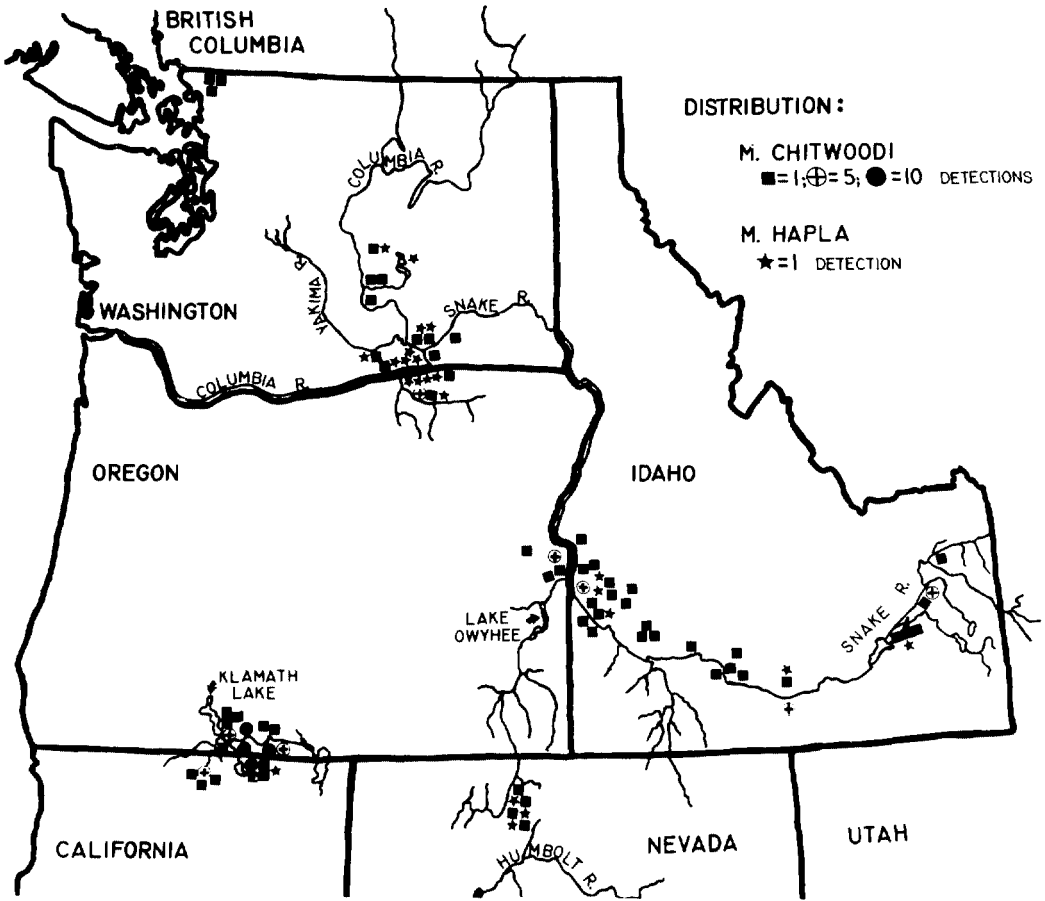 BRITISH
COLUMBIA
DISTRIBUTION:
M. CHITWOODI
■=1;⊕=5; ●=10 DETECTIONS
M. HAPLA
★=1 DETECTION
COLUMBIA R.
YAKIMA R.
SNAKE R.
WASHINGTON
COLUMBIA R.
OREGON
IDAHO
LAKE
OWYHEE
SNAKE R.
KLAMATH
LAKE
CALIFORNIA
NEVADA
UTAH
HUMBOLT R.